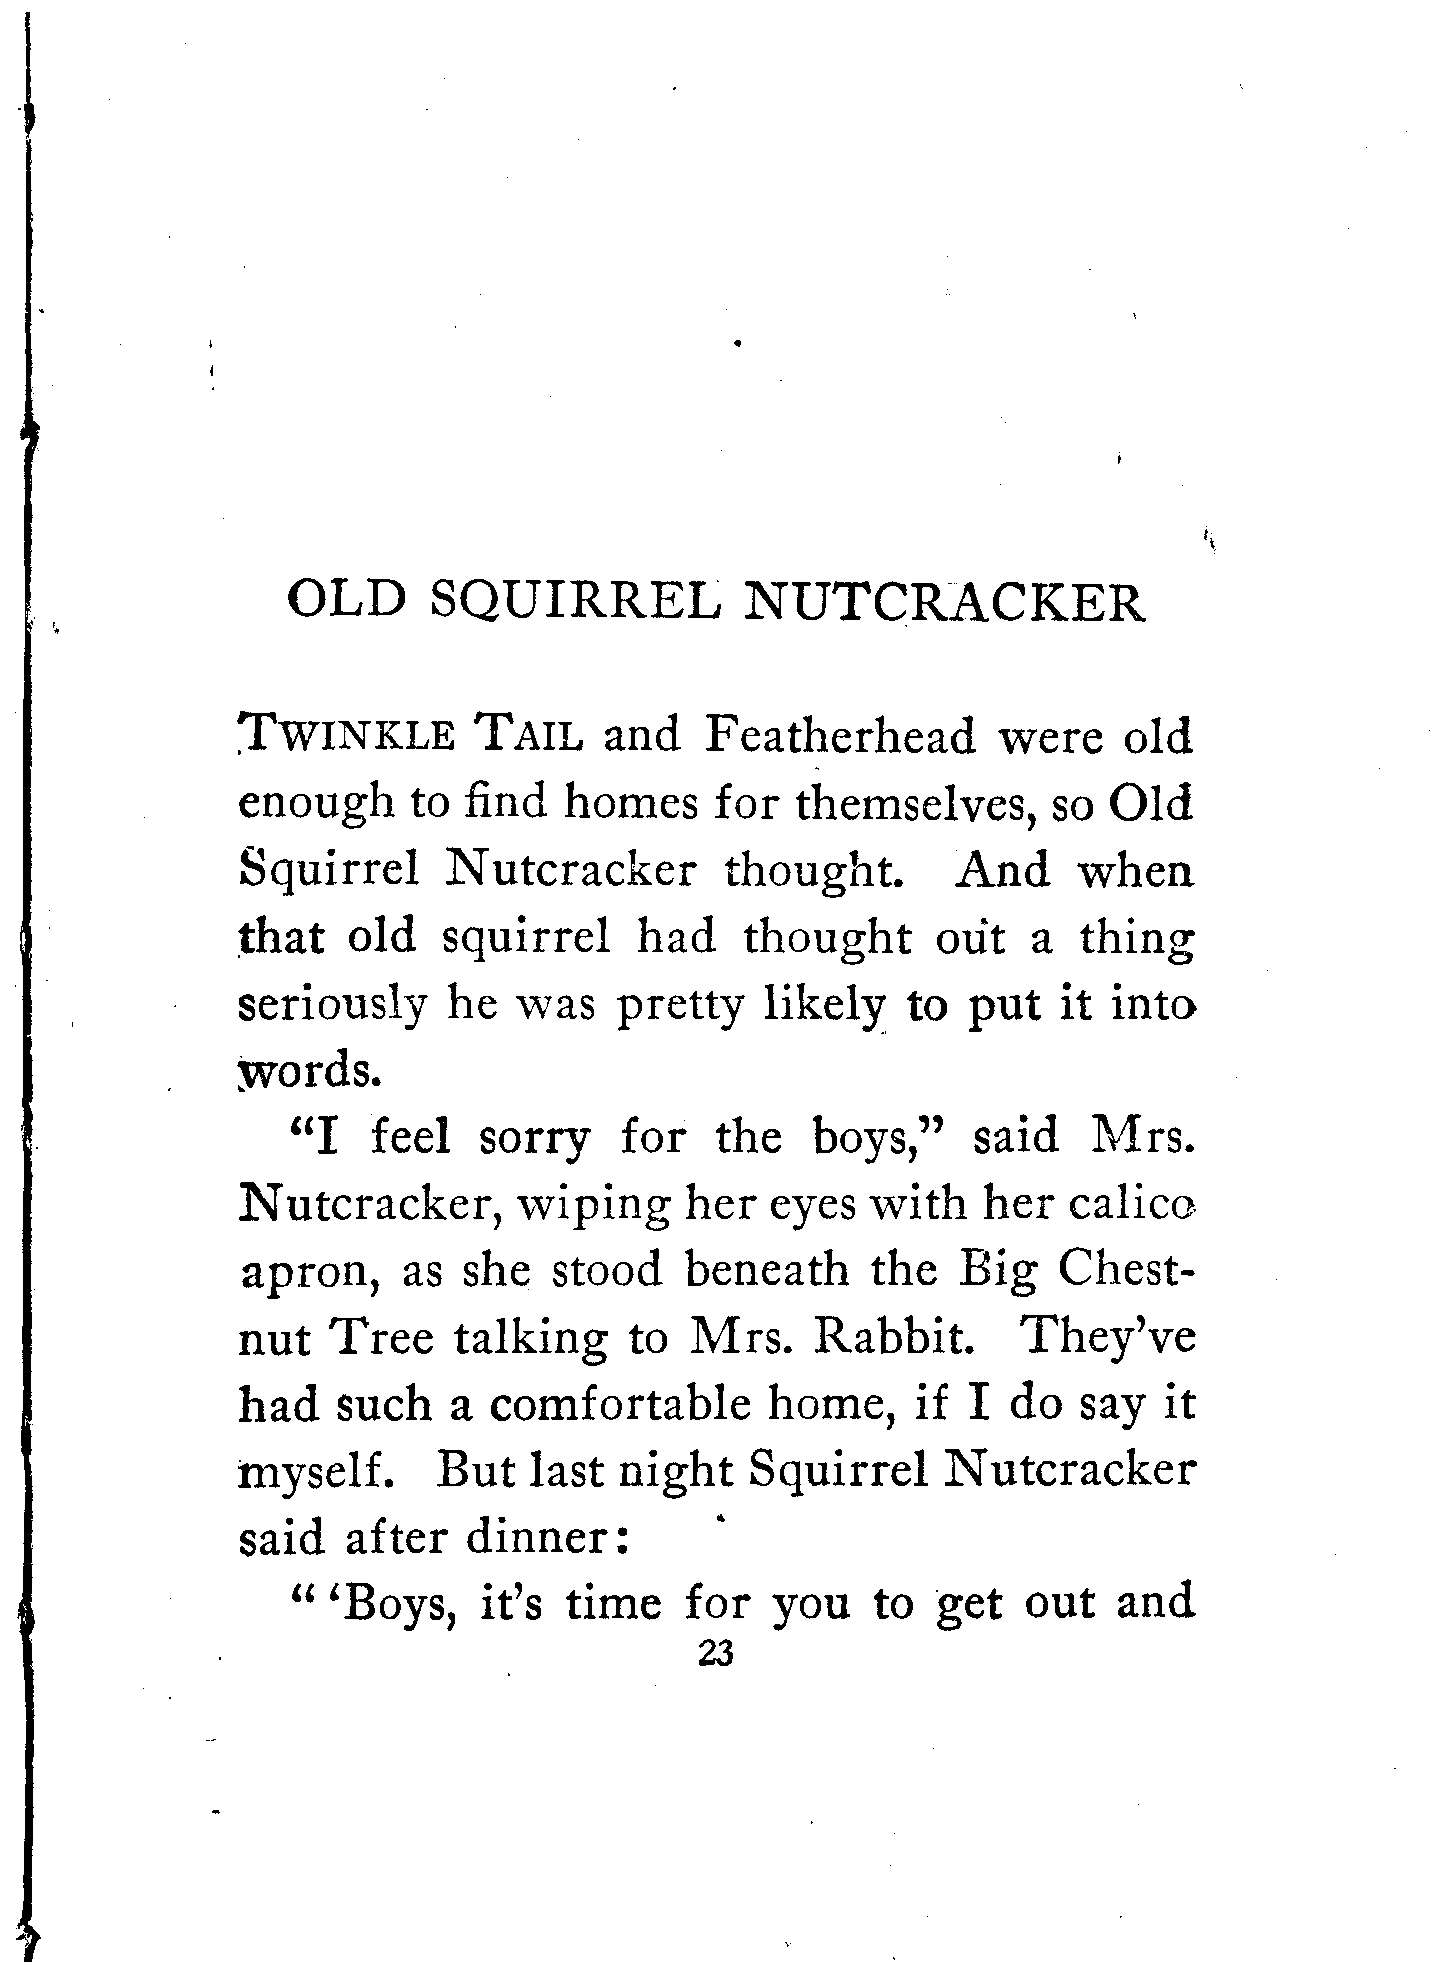 OLD SQUIRREL NUTCRACKER
TWINKLE TAIL and Featherhead were old
enough to find homes for themselves, so Old
Squirrel Nutcracker thought. And when
that old squirrel had thought out a thing
seriously he was pretty likely to put it into
words.
"I feel sorry for the boys," said Mrs.
Nutcracker, wiping her eyes with her calico
apron, as she stood beneath the Big Chest-
nut Tree talking to Mrs. Rabbit. They've
had such a comfortable home, if I do say it
myself. But last night Squirrel Nutcracker
said after dinner:
" 'Boys, it's time for you to get out and
23